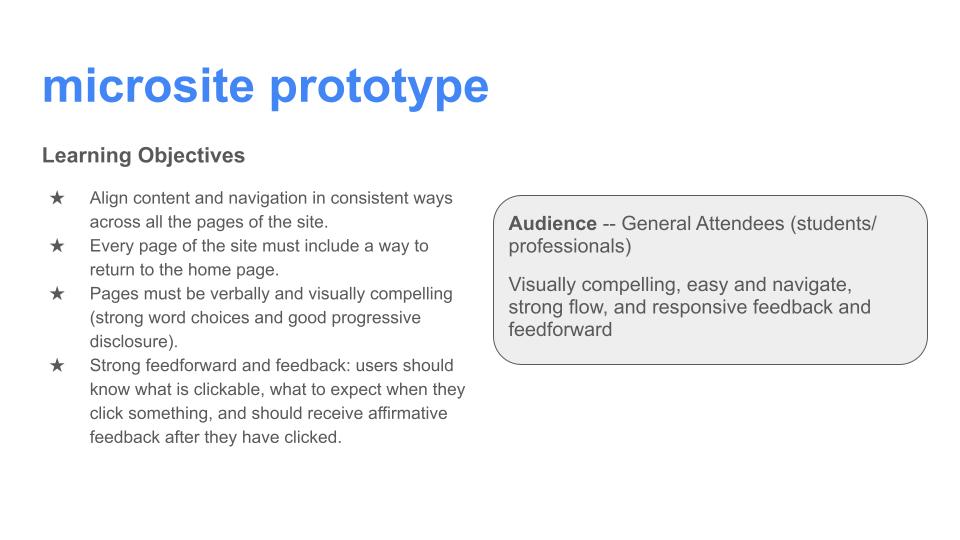 microsite prototype
Learning Objectives
★ Align content and navigation in consistent ways
across all the pages of the site.
★ Every page of the site must include a way to
return to the home page.
★ Pages must be verbally and visually compelling
(strong word choices and good progressive
disclosure).
★ Strong feedforward and feedback: users should
know what is clickable, what to expect when they
click something, and should receive affirmative
feedback after they have clicked.
Audience -- General Attendees (students/
professionals)
Visually compelling, easy and navigate,
strong flow, and responsive feedback and
feedforward